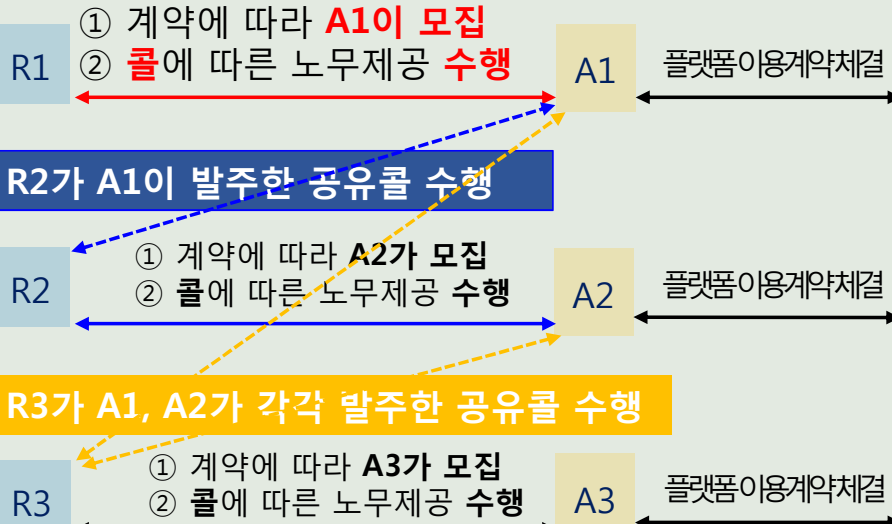 ① 계약에 따라 A1이 모집
R1 ② 콜에 따른 노무제공 수행 A1 플랫폼이용계약체결
R2가 A1이 발주한 공유콜 수행
① 계약에 따라 A2가 모집
R2 ② 콜에 따른 노무제공 수행 A2 플랫폼이용계약체결
R3가 A1, A2가 각각 발주한 공유콜 수행
① 계약에 따라 A3가 모집
R3 ② 콜에 따른 노무제공 수행 A3 플랫폼이용계약체결